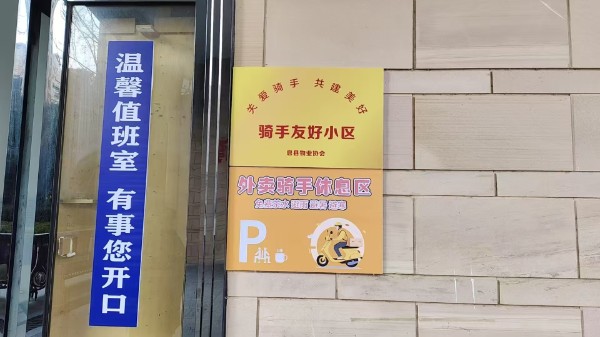 温馨值班室 有事您开口
关爱骑手 共建美好
骑手友好小区
外卖骑手休息区
P